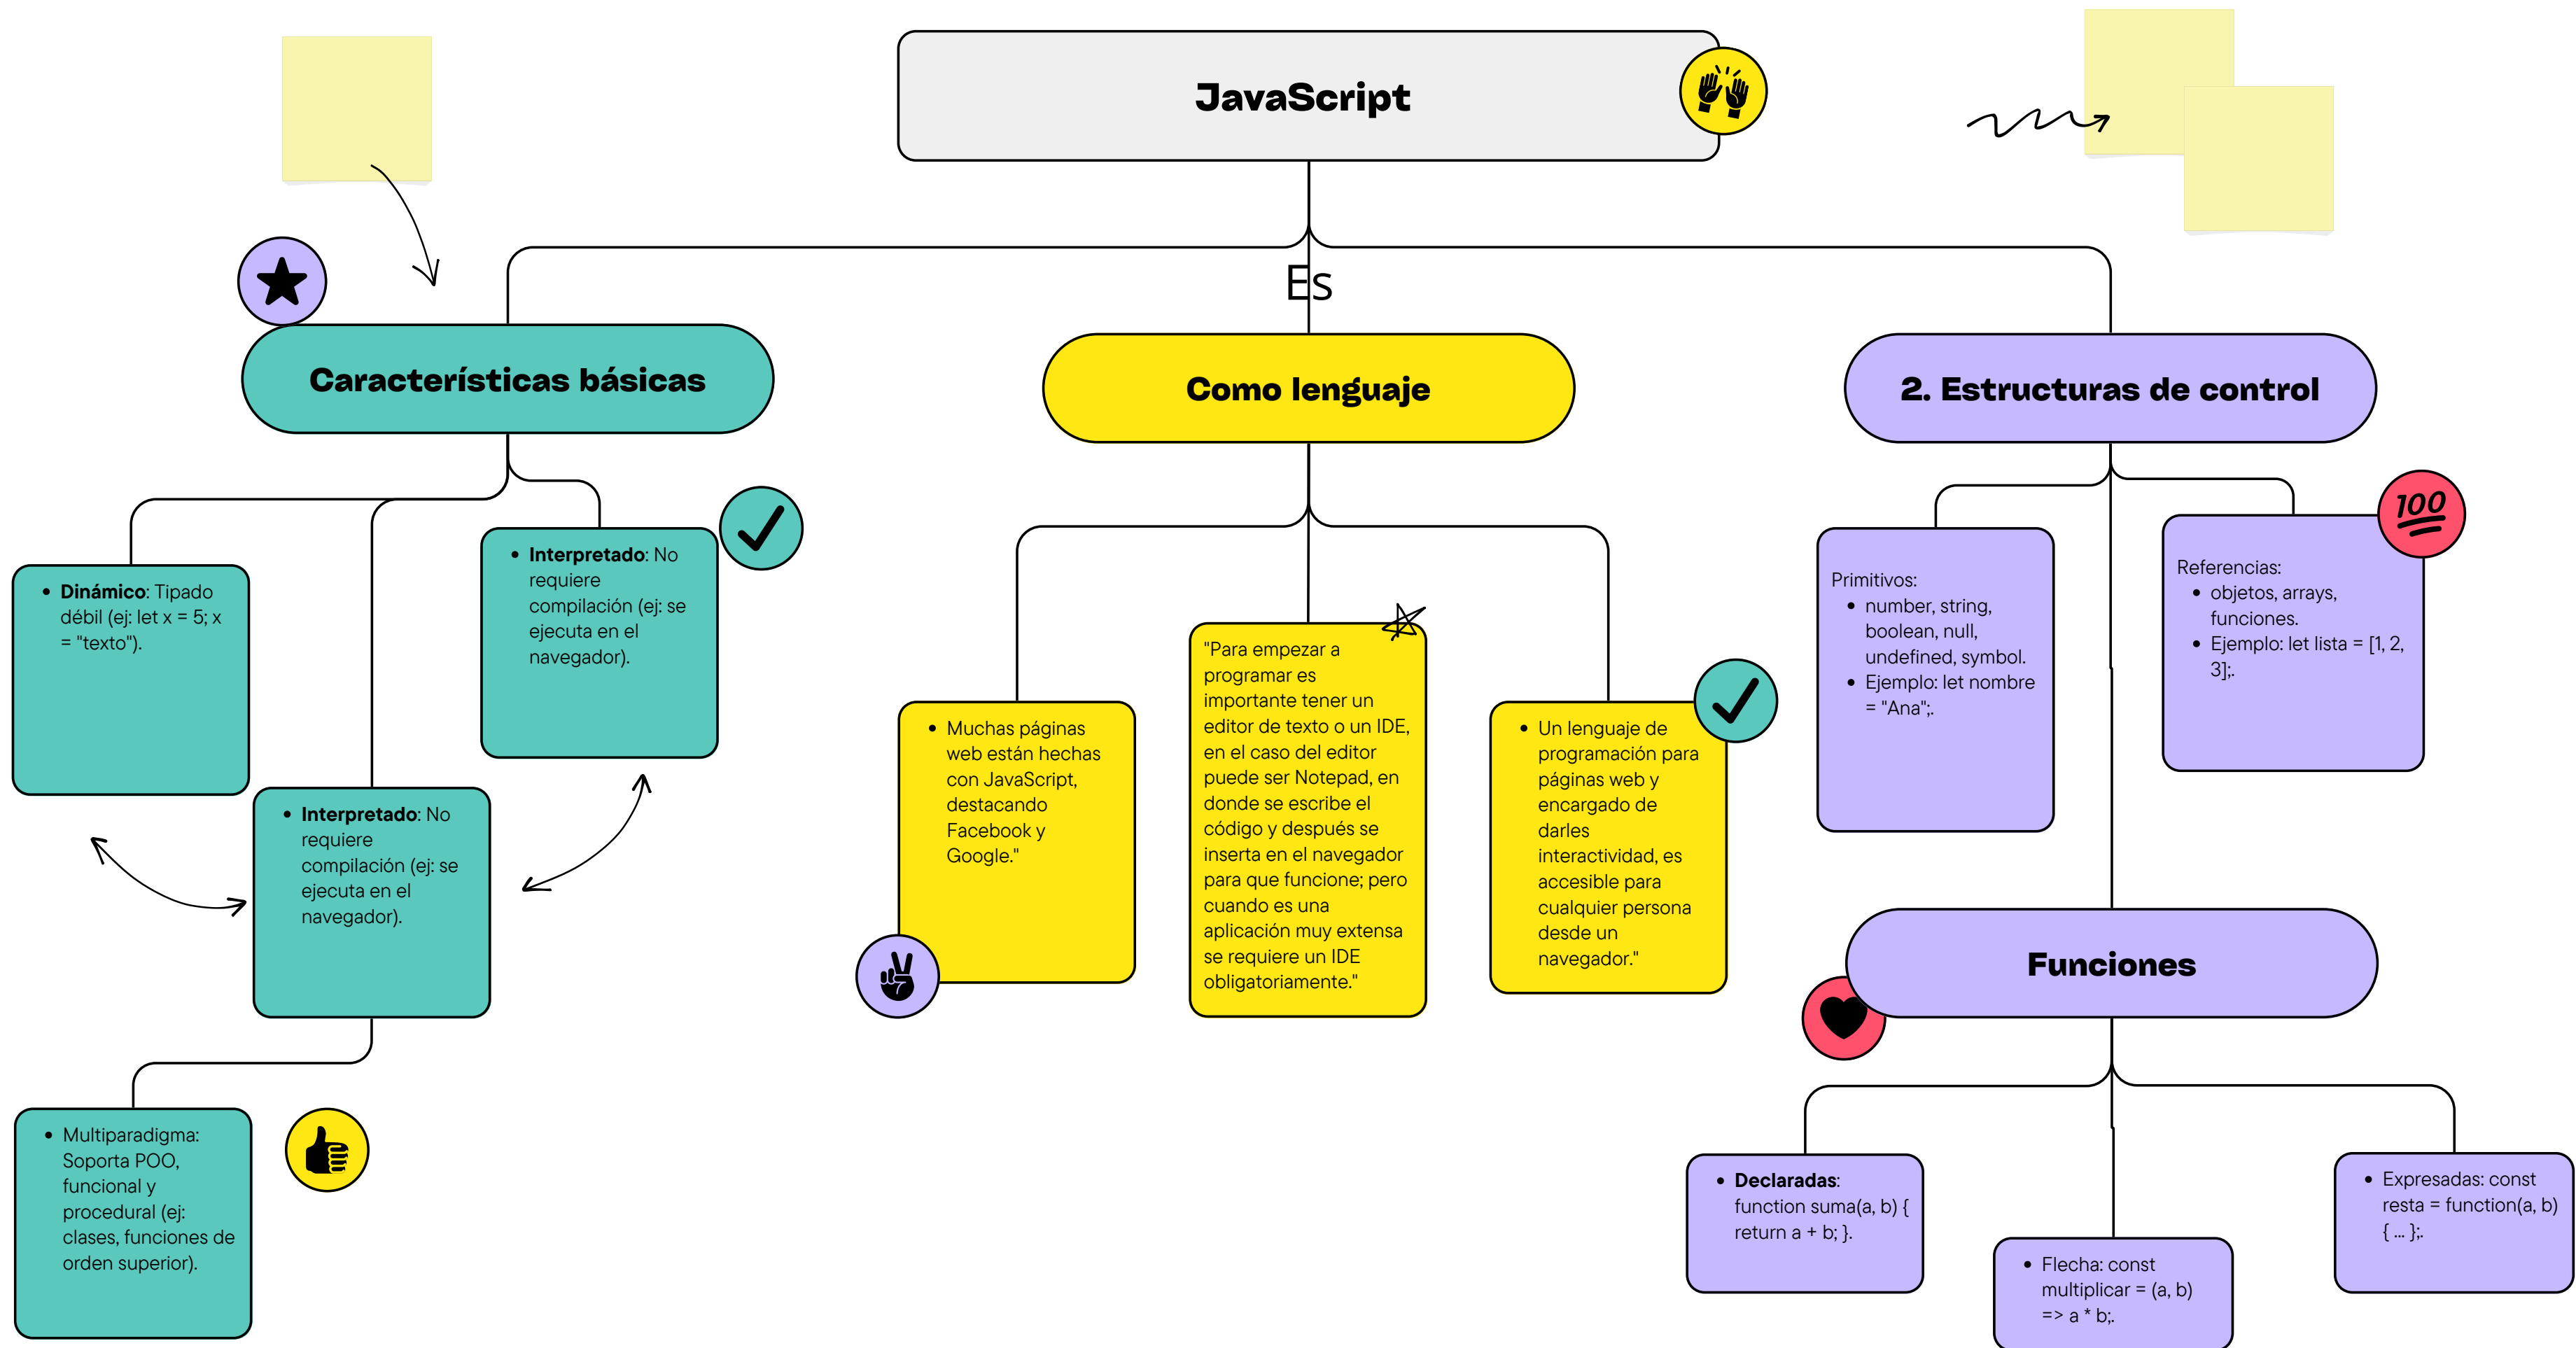 JavaScript
Es
Características básicas
Como lenguaje
2. Estructuras de control
• Dinámico: Tipado
débil (ej: let x = 5; x
= "texto").
• Interpretado: No
requiere
compilación (ej: se
ejecuta en el
navegador).
• Interpretado: No
requiere
compilación (ej: se
ejecuta en el
navegador).
• Multiparadigma:
Soporta POO,
funcional y
procedural (ej:
clases, funciones de
orden superior).
• Muchas páginas
web están hechas
con JavaScript,
destacando
Facebook y
Google."
"Para empezar a
programar es
importante tener un
editor de texto o un IDE,
en el caso del editor
puede ser Notepad, en
donde se escribe el
código y después se
inserta en el navegador
para que funcione; pero
cuando es una
aplicación muy extensa
se requiere un IDE
obligatoriamente."
• Un lenguaje de
programación para
páginas web y
encargado de
darles
interactividad, es
accesible para
cualquier persona
desde un
navegador."
Primitivos:
• number, string,
boolean, null,
undefined, symbol.
• Ejemplo: let nombre
= "Ana";.
100
Referencias:
• objetos, arrays,
funciones.
• Ejemplo: let lista = [1, 2,
3];.
Funciones
• Declaradas:
function suma(a, b) {
return a + b; }.
• Flecha: const
multiplicar = (a, b)
=> a * b;.
• Expresadas: const
resta = function(a, b)
{ ... };.